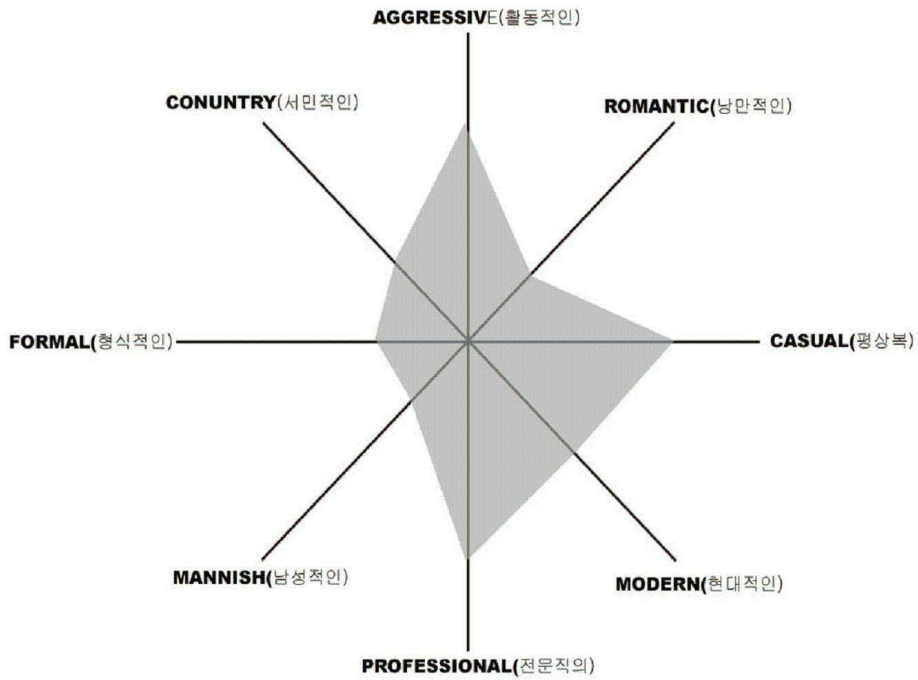 AGGRESSIVE(활동적인)
CONUNTRY(서민적인)
ROMANTIC(낭만적인)
FORMAL(형식적인)
CASUAL(평상복)
MANNISH(남성적인)
MODERN(현대적인)
PROFESSIONAL(전문직의)